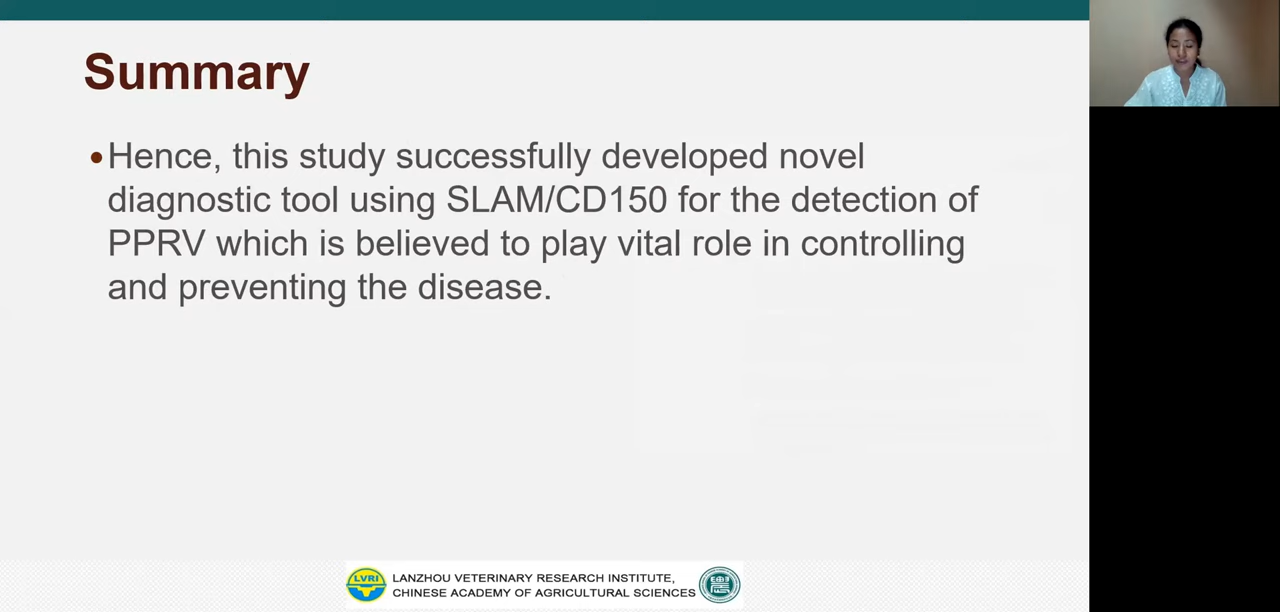 Summary
•Hence, this study successfully developed novel
diagnostic tool using SLAM/CD150 for the detection of
PPRV which is believed to play vital role in controlling
and preventing the disease.
LVRI
LANZHOU VETERINARY RESEARCH INSTITUTE,
CHINESE ACADEMY OF AGRICULTURAL SCIENCES